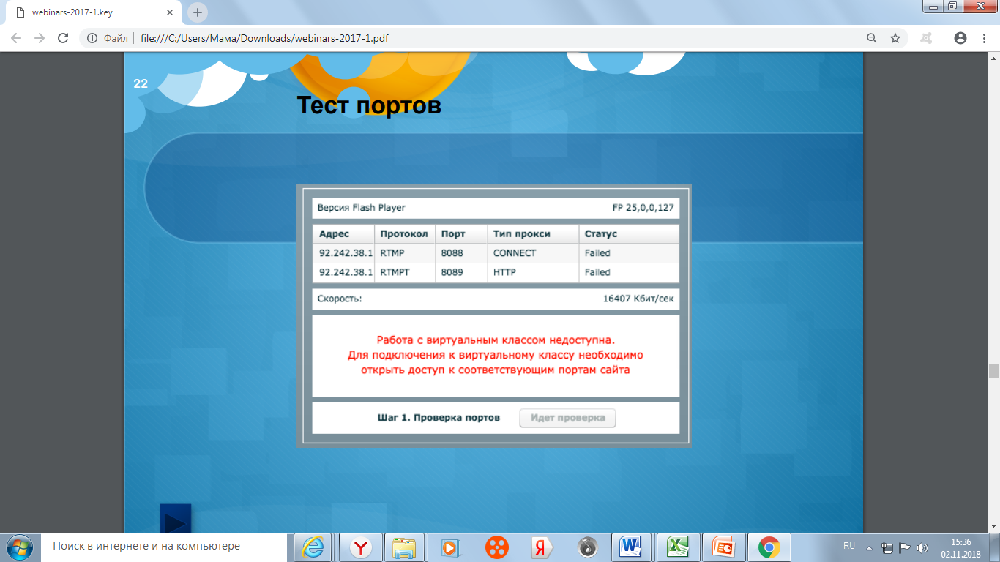 webinars-2017-1.key
Файл
file:///C:/Users/Мама/Downloads/webinars-2017-1.pdf
22
Тест портов
Версия Flash Player FP 25,0,0,127
Адрес Протокол Порт Тип прокси Статус
92.242.38.1 RTMP 8088 CONNECT Failed
92.242.38.1 RTMPT 8089 HTTP Failed
Скорость: 16407 Кбит/сек
Работа с виртуальным классом недоступна.
Для подключения к виртуальному классу необходимо
открыть доступ к соответствующим портам сайта
Шаг 1. Проверка портов Идет проверка
Поиск в интернете и на компьютере
RU
15:36
02.11.2018